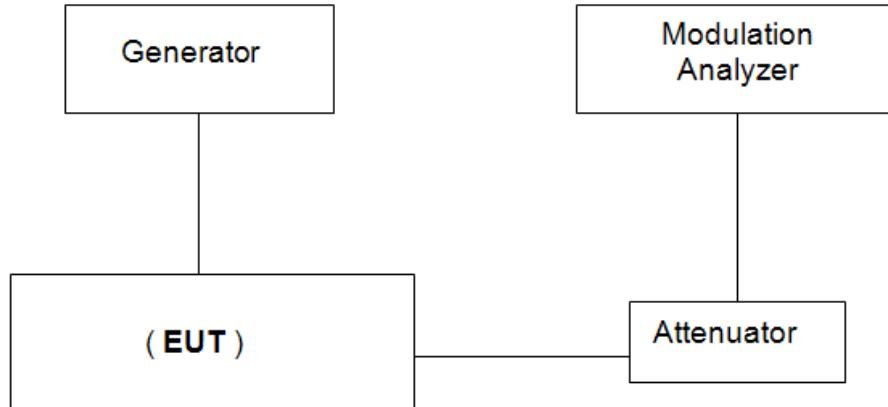 Generator
Modulation
Analyzer
( EUT )
Attenuator